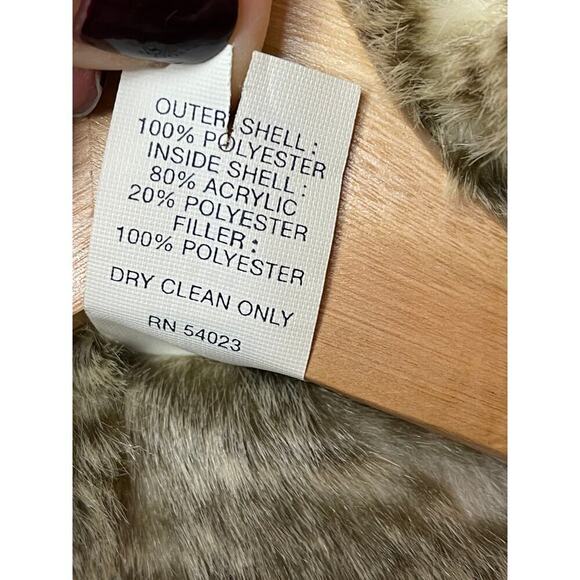 OUTER SHELL :
100% POLYESTER
INSIDE SHELL :
80% ACRYLIC
20% POLYESTER
FILLER :
100% POLYESTER
DRY CLEAN ONLY
RN 54023